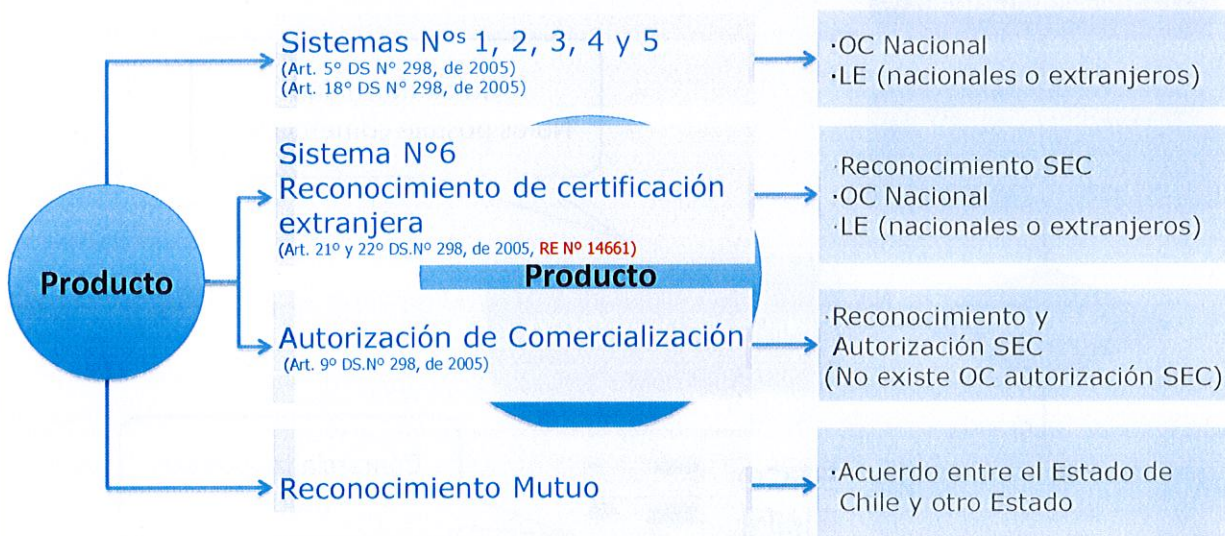 Sistemas Nºs 1, 2, 3, 4 y 5
(Art. 5º DS Nº 298, de 2005)
(Art. 18º DS Nº 298, de 2005)
·OC Nacional
·LE (nacionales o extranjeros)
Sistema Nº6
Reconocimiento de certificación
extranjera
(Art. 21º y 22º DS.Nº 298, de 2005, RE Nº 14661)
·Reconocimiento SEC
·OC Nacional
·LE (nacionales o extranjeros)
Producto
Producto
Autorización de Comercialización
(Art. 9º DS.Nº 298, de 2005)
·Reconocimiento y
Autorización SEC
(No existe OC autorización SEC)
Reconocimiento Mutuo
·Acuerdo entre el Estado de
Chile y otro Estado